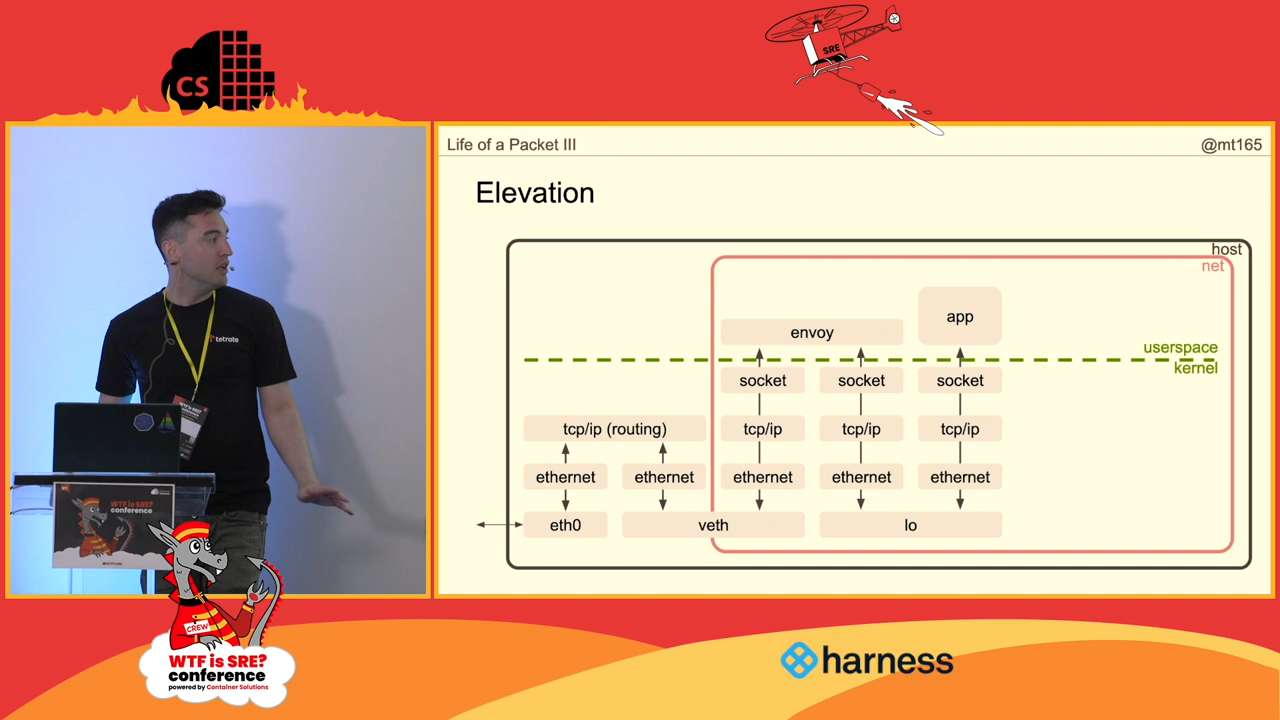 CS
SRE
Life of a Packet III
@mt165
Elevation
host
net
app
envoy
userspace
kernel
socket
socket
socket
tcp/ip (routing)
tcp/ip
tcp/ip
tcp/ip
ethernet
ethernet
ethernet
ethernet
ethernet
eth0
veth
lo
tetrate
WTF is SRE?
conference
CREW
WTF is SRE?
conference
powered by Container Solutions
harness